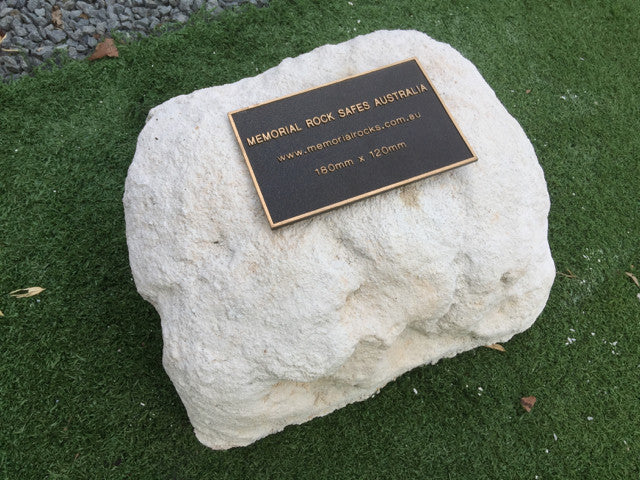 MEMORIAL ROCK SAFES AUSTRALIA
www.memorialrocks.com.au
180mm x 120mm